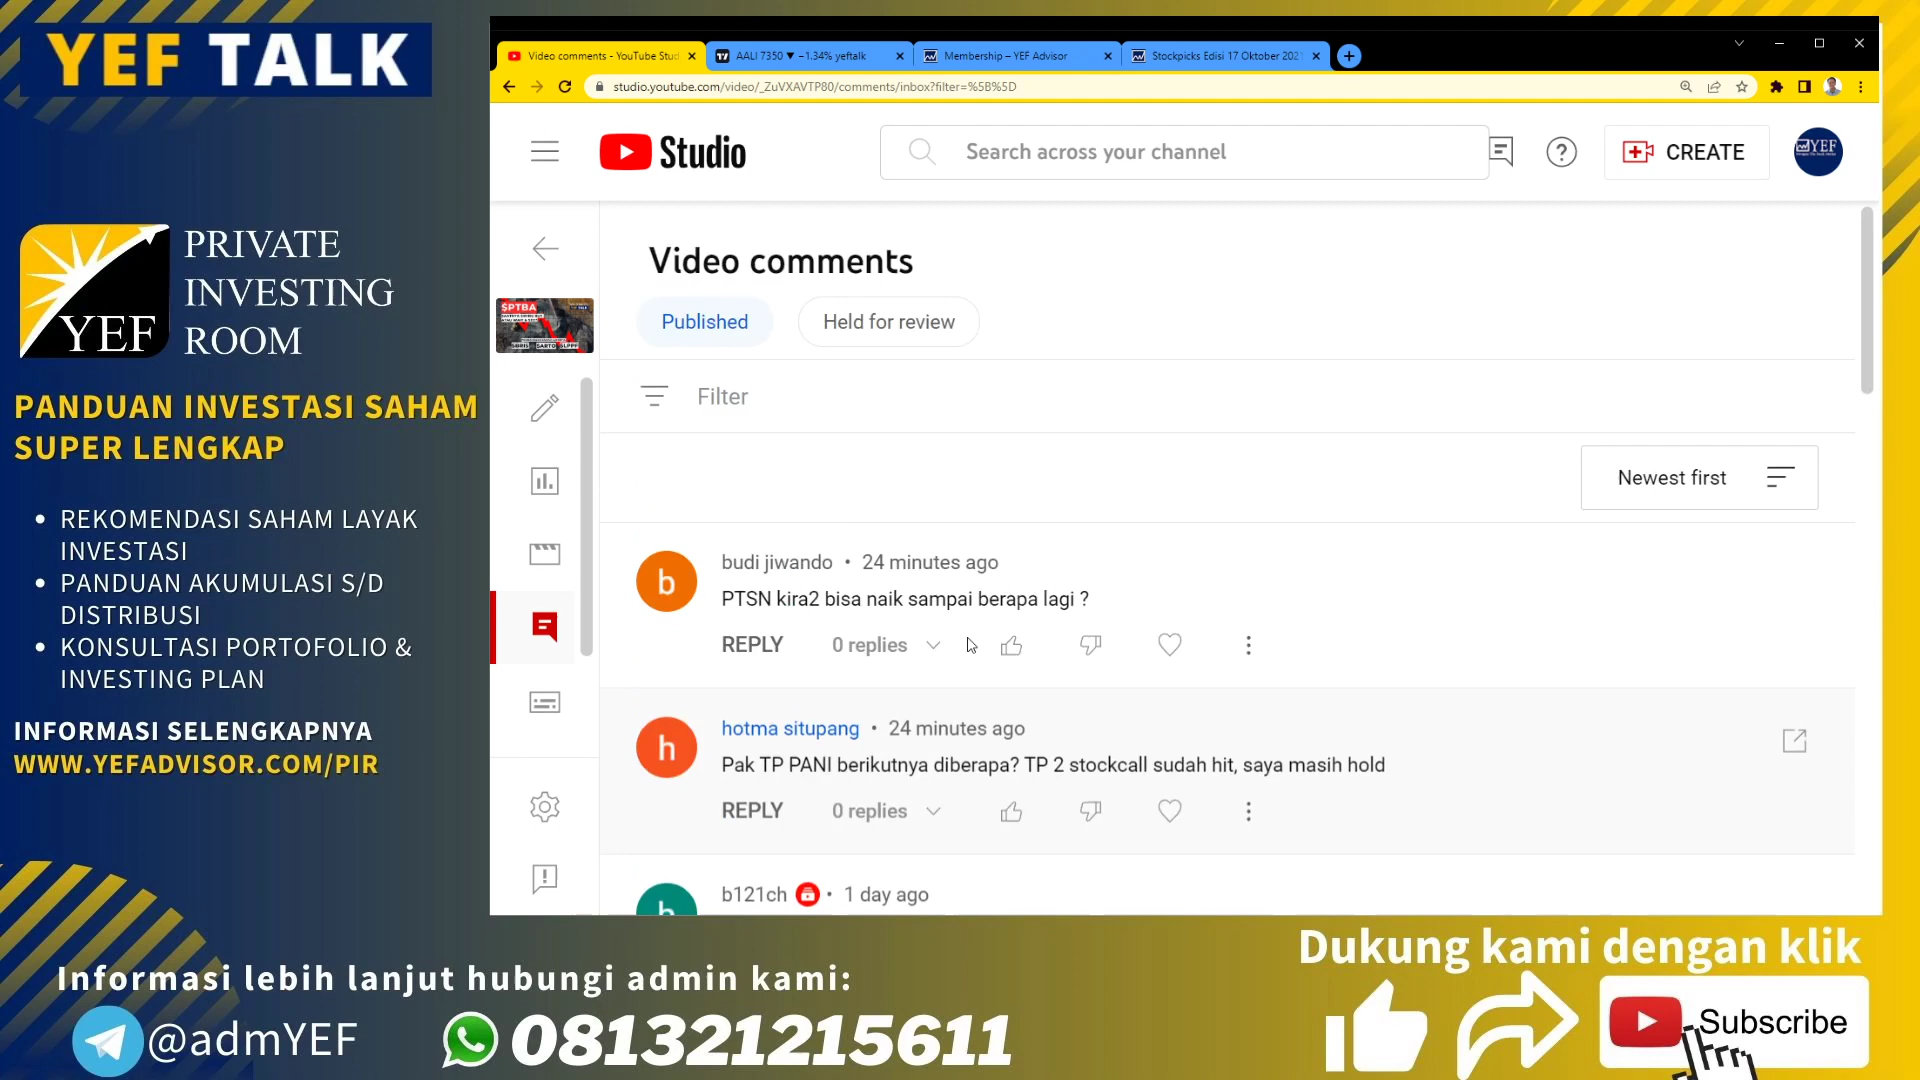 YEF TALK
YEF
PRIVATE
INVESTING
ROOM
PANDUAN INVESTASI SAHAM
SUPER LENGKAP
• REKOMENDASI SAHAM LAYAK
INVESTASI
• PANDUAN AKUMULASI S/D
DISTRIBUSI
• KONSULTASI PORTOFOLIO &
INVESTING PLAN
INFORMASI SELENGKAPNYA
WWW.YEFADVISOR.COM/PIR
Video comments - YouTube Stud
AALI 7350 ▼ −1.34% yeftalk
Membership – YEF Advisor
Stockpicks Edisi 17 Oktober 2021
studio.youtube.com/video/_ZuVXAVTP80/comments/inbox?filter=%5B%5D
Studio
Search across your channel
CREATE
YEF
Video comments
$PTBA
Published
Held for review
Filter
Newest first
b
budi jiwando • 24 minutes ago
PTSN kira2 bisa naik sampai berapa lagi ?
REPLY
0 replies
h
hotma situpang • 24 minutes ago
Pak TP PANI berikutnya diberapa? TP 2 stockcall sudah hit, saya masih hold
REPLY
0 replies
b
b121ch • 1 day ago
Informasi lebih lanjut hubungi admin kami:
@admYEF
081321215611
Dukung kami dengan klik
Subscribe